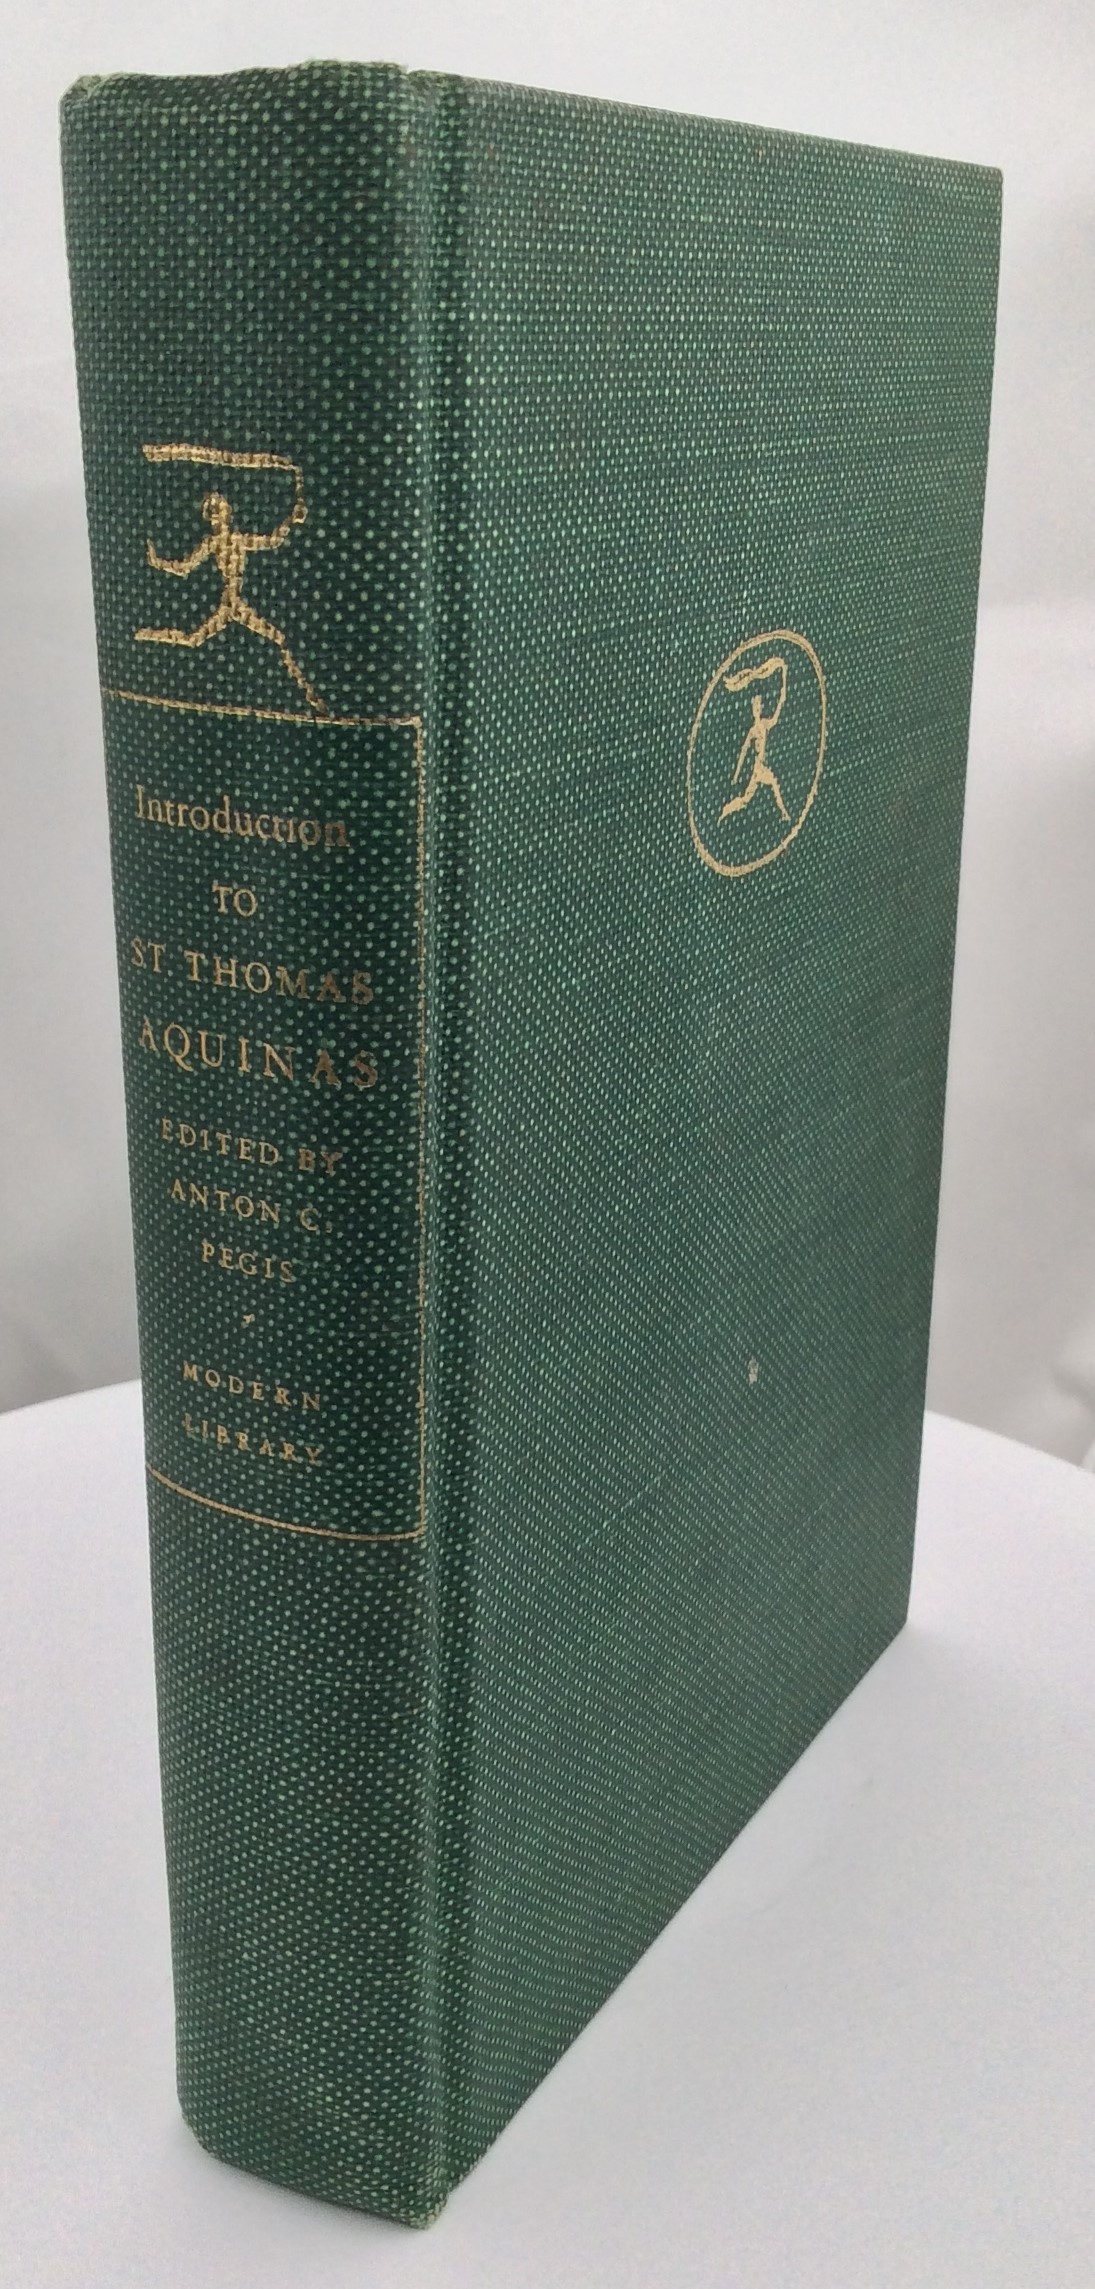 Introduction
TO
ST. THOMAS
AQUINAS
EDITED BY
ANTON C.
PEGIS
MODERN
LIBRARY